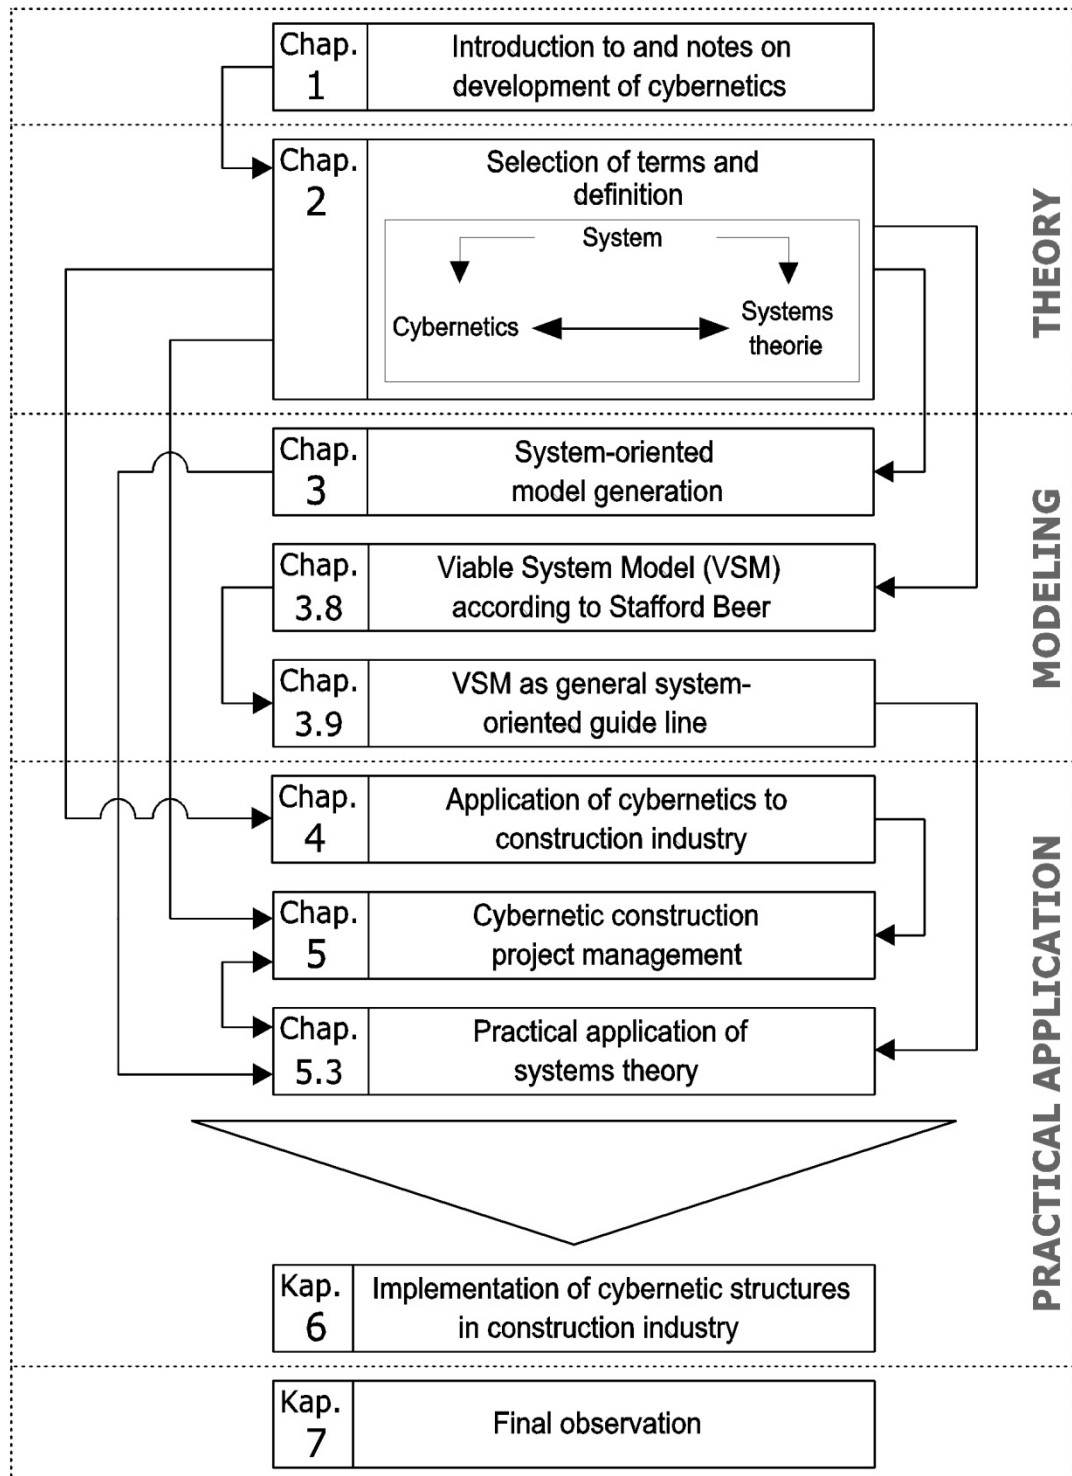 Chap.
1
Introduction to and notes on
development of cybernetics
Chap.
2
Selection of terms and
definition
System
Cybernetics
Systems
theorie
THEORY
Chap.
3
System-oriented
model generation
Chap.
3.8
Viable System Model (VSM)
according to Stafford Beer
Chap.
3.9
VSM as general system-
oriented guide line
MODELING
Chap.
4
Application of cybernetics to
construction industry
Chap.
5
Cybernetic construction
project management
Chap.
5.3
Practical application of
systems theory
PRACTICAL APPLICATION
Kap.
6
Implementation of cybernetic structures
in construction industry
Kap.
7
Final observation